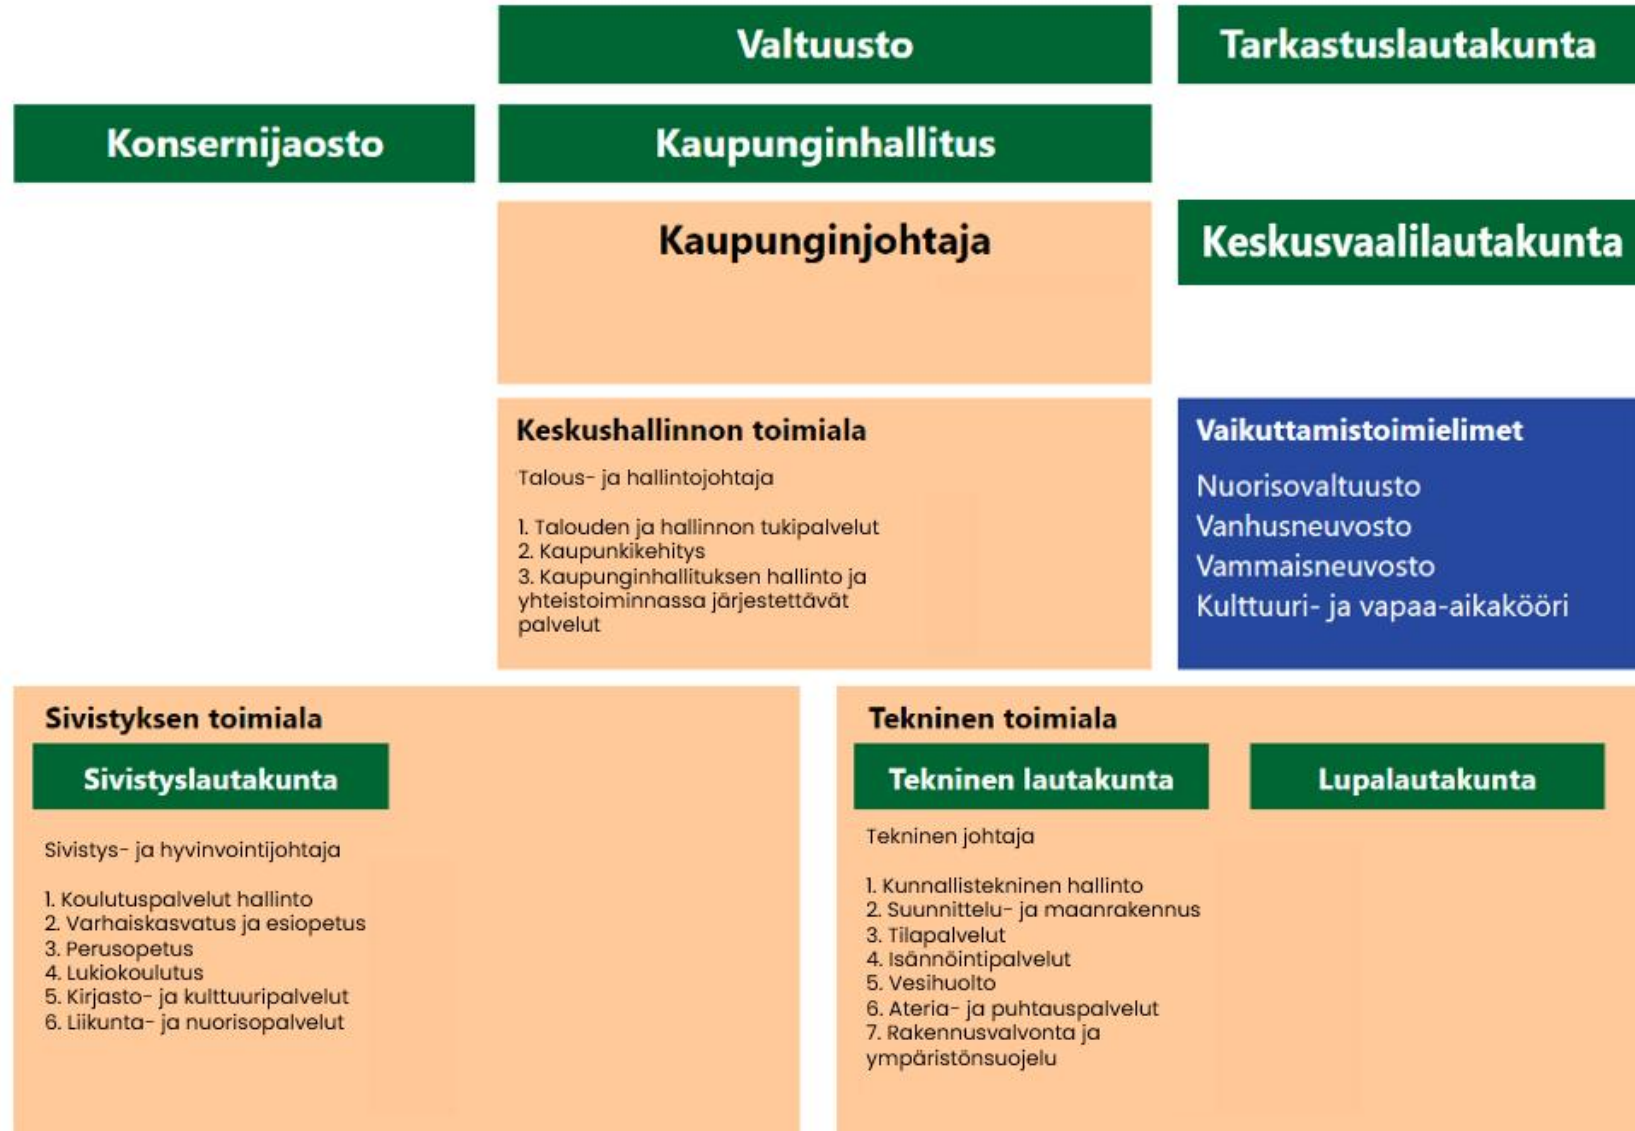 Valtuusto
Tarkastuslautakunta
Konsernijaosto
Kaupunginhallitus
Kaupunginjohtaja
Keskusvaalilautakunta
Keskushallinnon toimiala
Talous- ja hallintojohtaja
1. Talouden ja hallinnon tukipalvelut
2. Kaupunkikehitys
3. Kaupunginhallituksen hallinto ja
yhteistoiminnassa järjestettävät
palvelut
Vaikuttamistoimielimet
Nuorisovaltuusto
Vanhusneuvosto
Vammaisneuvosto
Kulttuuri- ja vapaa-aikakööri
Sivistyksen toimiala
Sivistyslautakunta
Sivistys- ja hyvinvointijohtaja
1. Koulutuspalvelut hallinto
2. Varhaiskasvatus ja esiopetus
3. Perusopetus
4. Lukiokoulutus
5. Kirjasto- ja kulttuuripalvelut
6. Liikunta- ja nuorisopalvelut
Tekninen toimiala
Tekninen lautakunta
Lupalautakunta
Tekninen johtaja
1. Kunnallistekninen hallinto
2. Suunnittelu- ja maanrakennus
3. Tilapalvelut
4. Isännöintipalvelut
5. Vesihuolto
6. Ateria- ja puhtauspalvelut
7. Rakennusvalvonta ja
ympäristönsuojelu